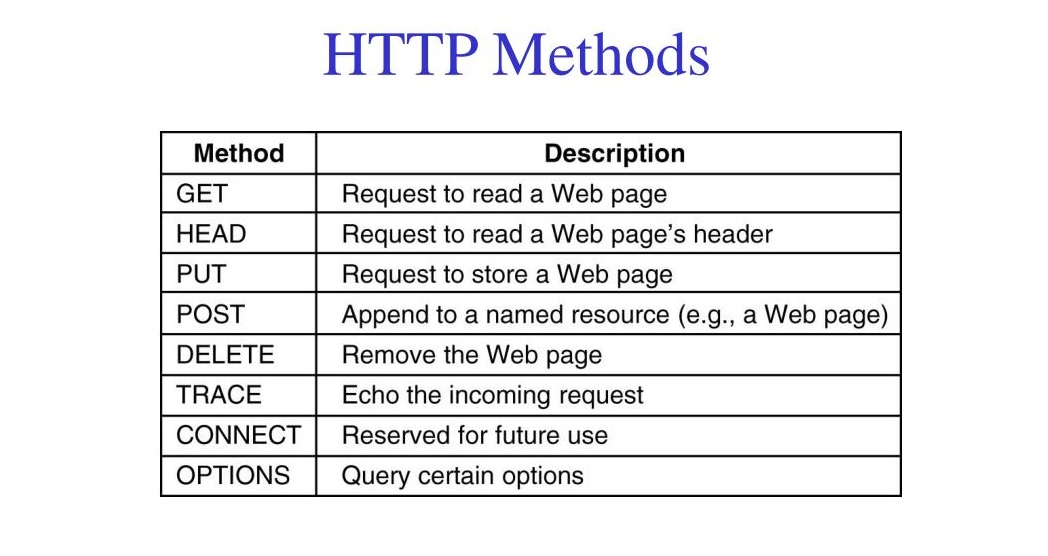 HTTP Methods
Method Description
GET Request to read a Web page
HEAD Request to read a Web page's header
PUT Request to store a Web page
POST Append to a named resource (e.g., a Web page)
DELETE Remove the Web page
TRACE Echo the incoming request
CONNECT Reserved for future use
OPTIONS Query certain options